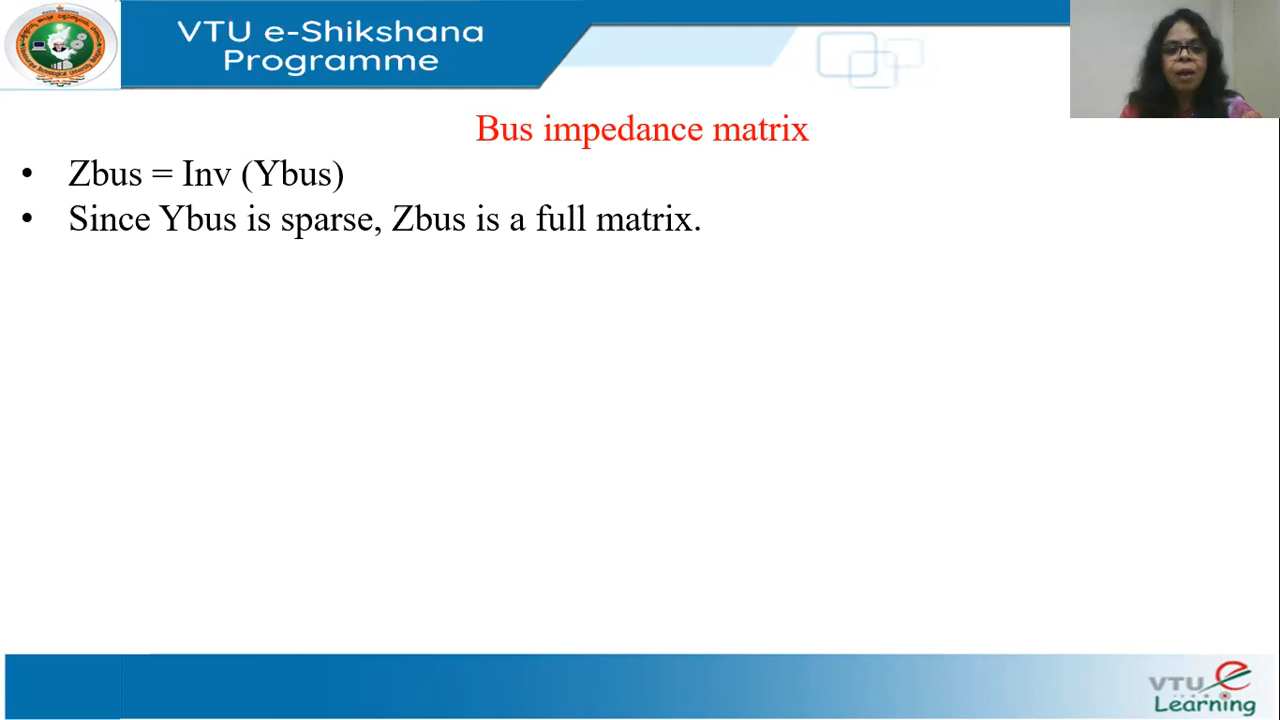 VTU e-Shikshana
Programme
Bus impedance matrix
• Zbus = Inv (Ybus)
• Since Ybus is sparse, Zbus is a full matrix.
VTU e
Learning